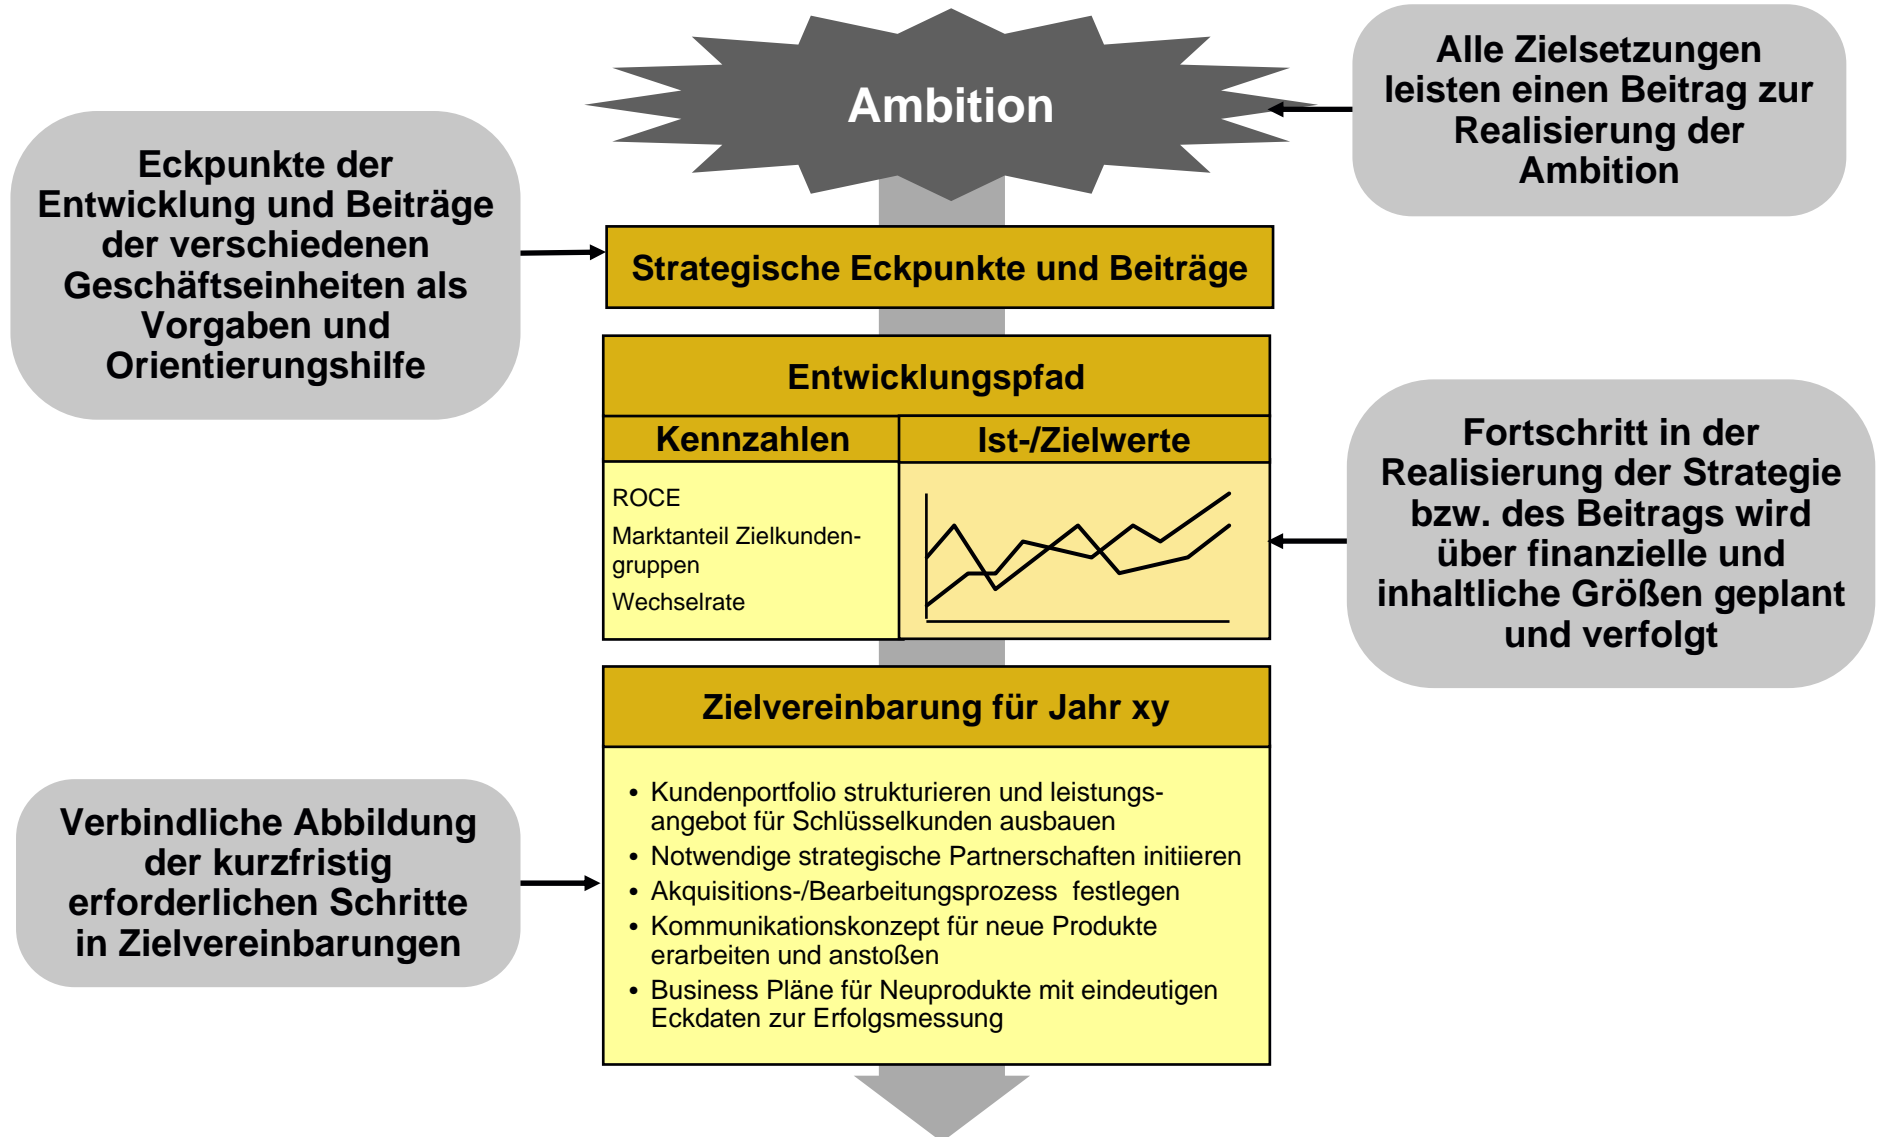 Ambition
Alle Zielsetzungen
leisten einen Beitrag zur
Realisierung der
Ambition
Eckpunkte der
Entwicklung und Beiträge
der verschiedenen
Geschäftseinheiten als
Vorgaben und
Orientierungshilfe
Strategische Eckpunkte und Beiträge
Entwicklungspfad
Kennzahlen
Ist-/Zielwerte
ROCE
Marktanteil Zielkunden-
gruppen
Wechselrate
Fortschritt in der
Realisierung der Strategie
bzw. des Beitrags wird
über finanzielle und
inhaltliche Größen geplant
und verfolgt
Zielvereinbarung für Jahr xy
• Kundenportfolio strukturieren und leistungs-
angebot für Schlüsselkunden ausbauen
• Notwendige strategische Partnerschaften initiieren
• Akquisitions-/Bearbeitungsprozess  festlegen
• Kommunikationskonzept für neue Produkte
erarbeiten und anstoßen
• Business Pläne für Neuprodukte mit eindeutigen
Eckdaten zur Erfolgsmessung
Verbindliche Abbildung
der kurzfristig
erforderlichen Schritte
in Zielvereinbarungen